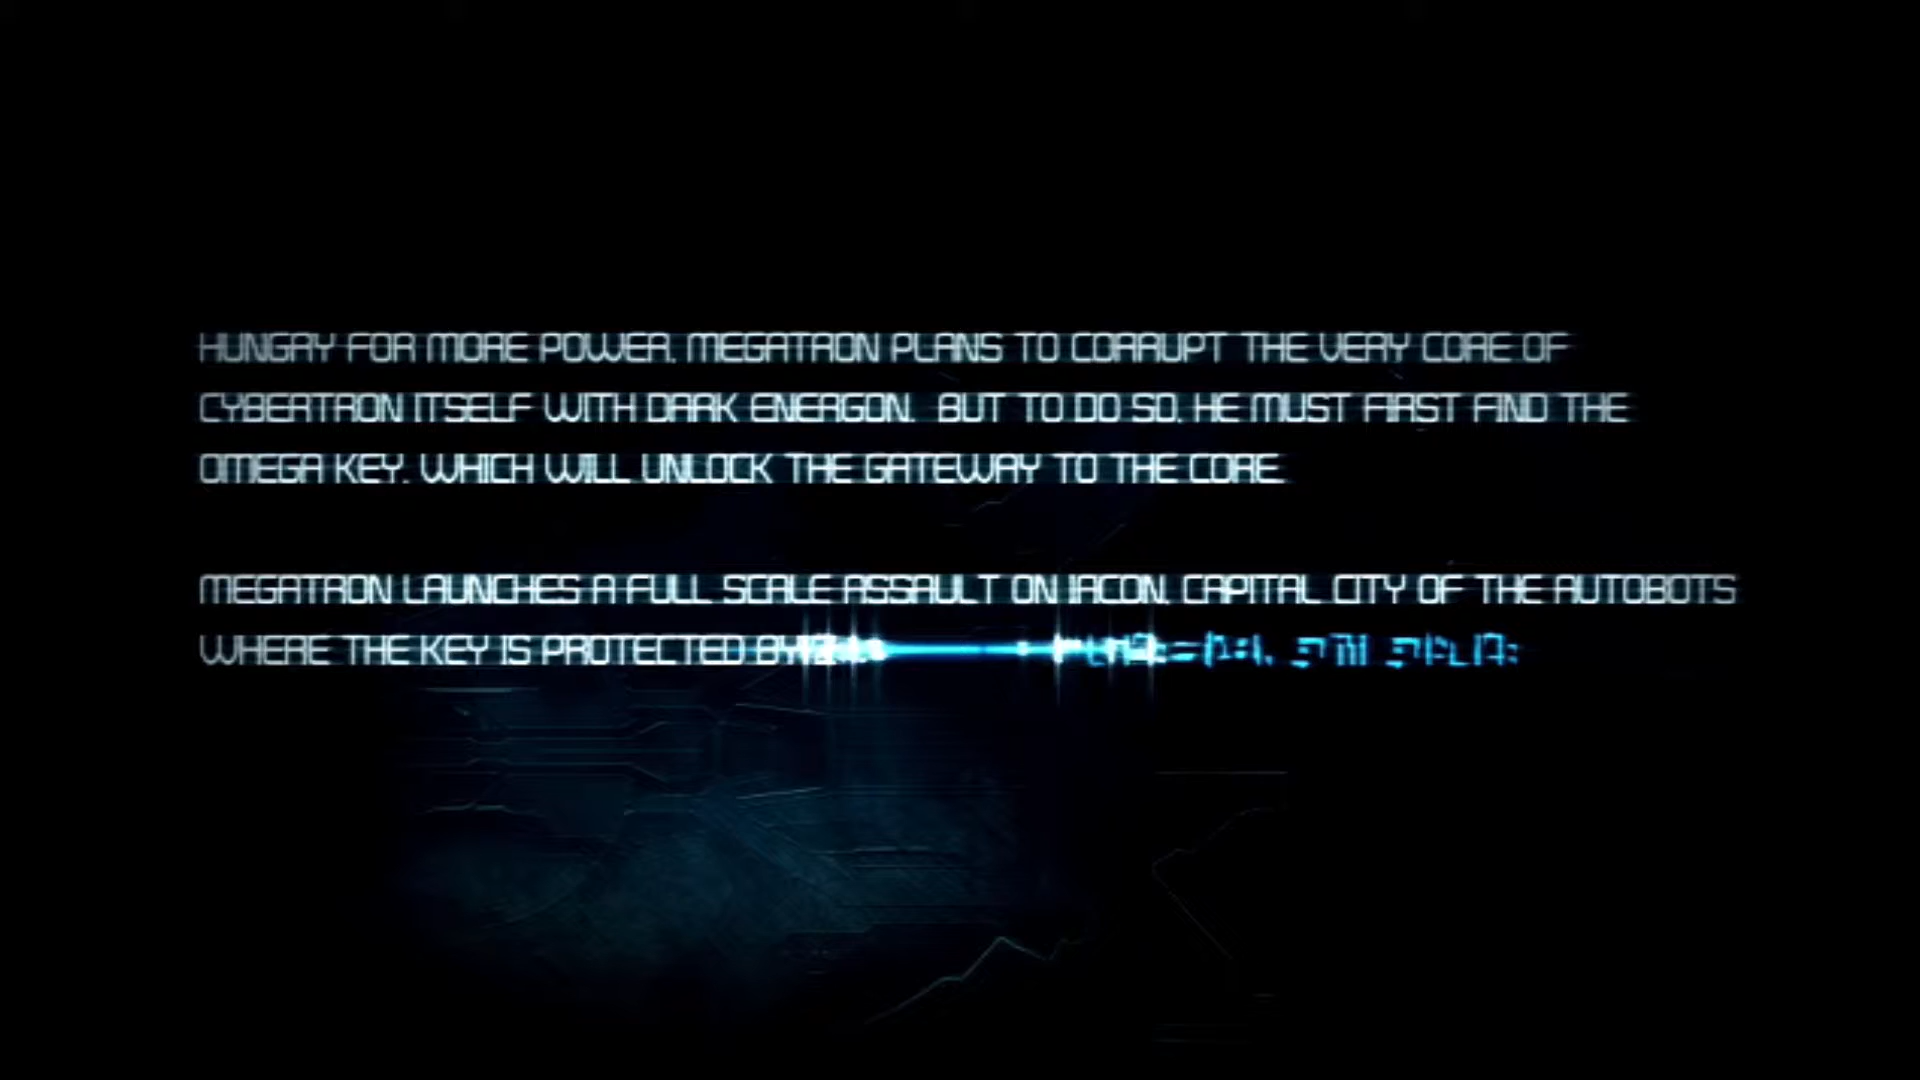 HUNGRY FOR MORE POWER, MEGATRON PLANS TO CORRUPT THE VERY CORE OF
CYBERTRON ITSELF WITH DARK ENERGON. BUT TO DO SO, HE MUST FIRST FIND THE
OMEGA KEY, WHICH WILL UNLOCK THE GATEWAY TO THE CORE.
MEGATRON LAUNCHES A FULL SCALE ASSAULT ON IACON, CAPITAL CITY OF THE AUTOBOTS
WHERE THE KEY IS PROTECTED BY